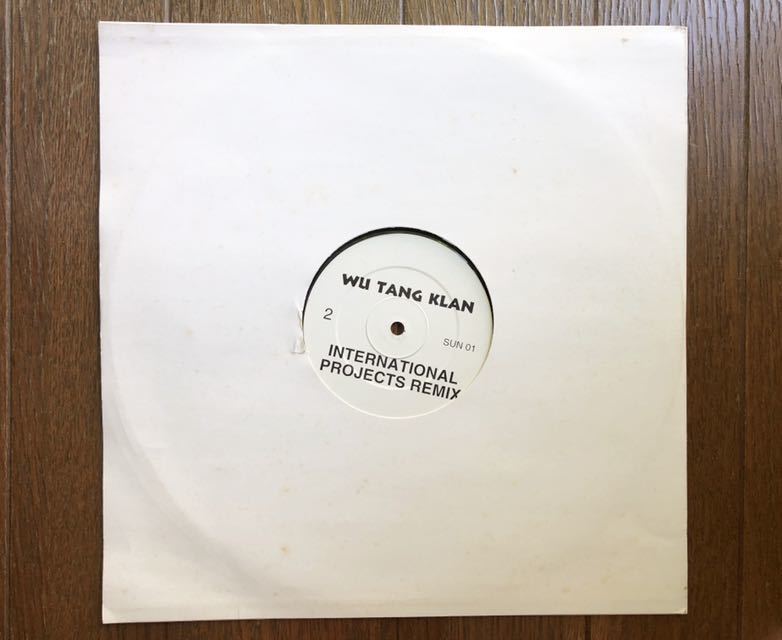 WU TANG KLAN
2
SUN 01
INTERNATIONAL
PROJECTS REMIX